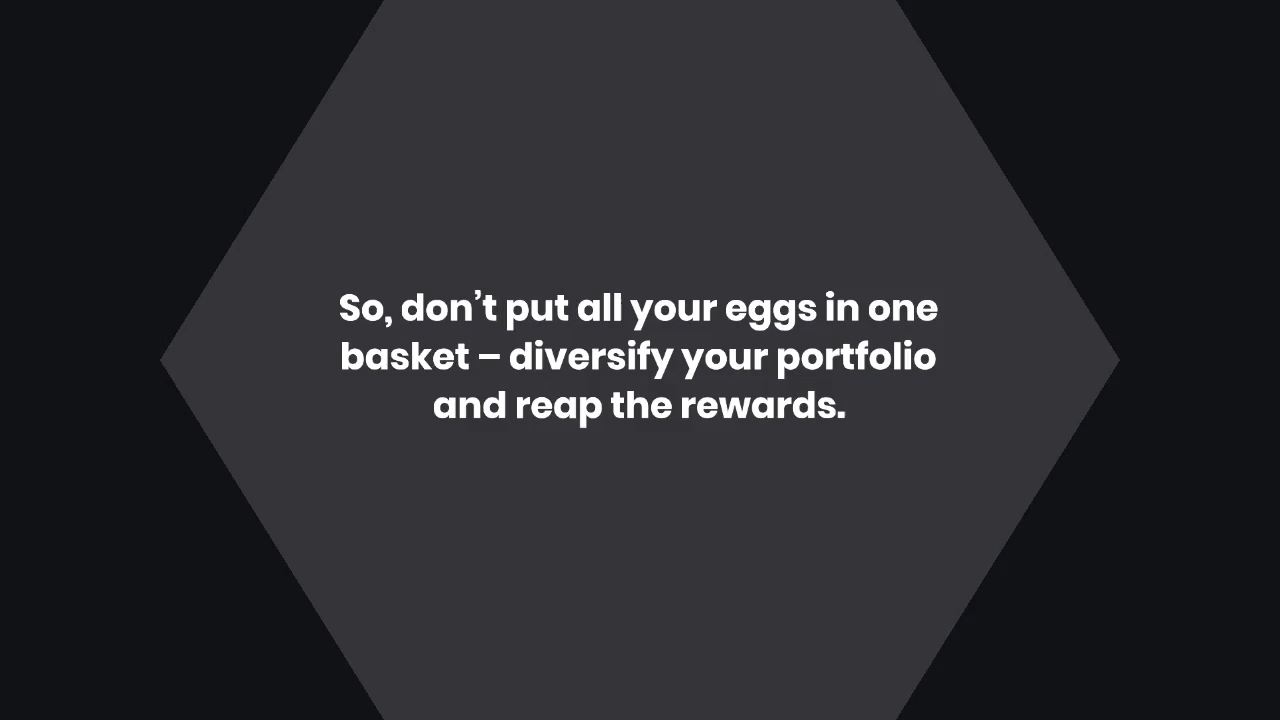 So, don’t put all your eggs in one
basket – diversify your portfolio
and reap the rewards.